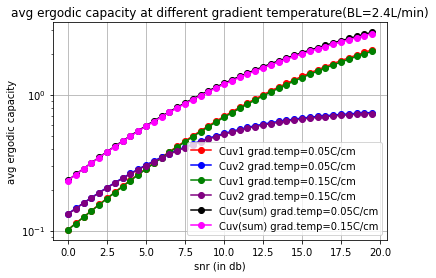 avg ergodic capacity at different gradient temperature(BL=2.4L/min)
avg ergodic capacity
10⁰
10⁻¹
Cuv1 grad.temp=0.05C/cm
Cuv2 grad.temp=0.05C/cm
Cuv1 grad.temp=0.15C/cm
Cuv2 grad.temp=0.15C/cm
Cuv(sum) grad.temp=0.05C/cm
Cuv(sum) grad.temp=0.15C/cm
0.0 2.5 5.0 7.5 10.0 12.5 15.0 17.5 20.0
snr (in db)